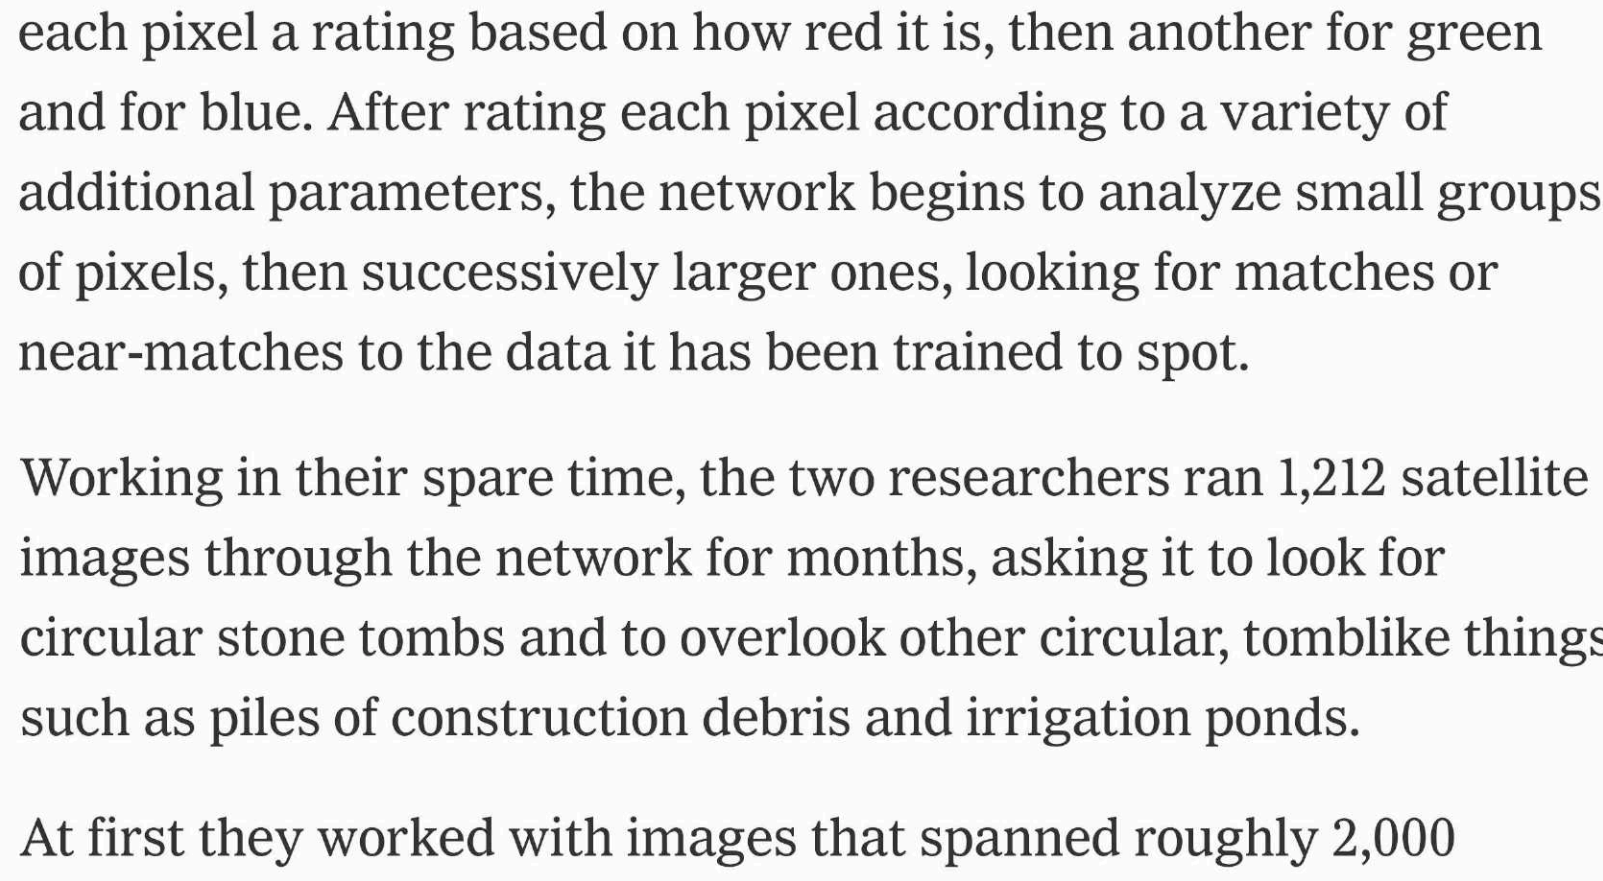 each pixel a rating based on how red it is, then another for green
and for blue. After rating each pixel according to a variety of
additional parameters, the network begins to analyze small groups
of pixels, then successively larger ones, looking for matches or
near-matches to the data it has been trained to spot.
Working in their spare time, the two researchers ran 1,212 satellite
images through the network for months, asking it to look for
circular stone tombs and to overlook other circular, tomblike things
such as piles of construction debris and irrigation ponds.
At first they worked with images that spanned roughly 2,000